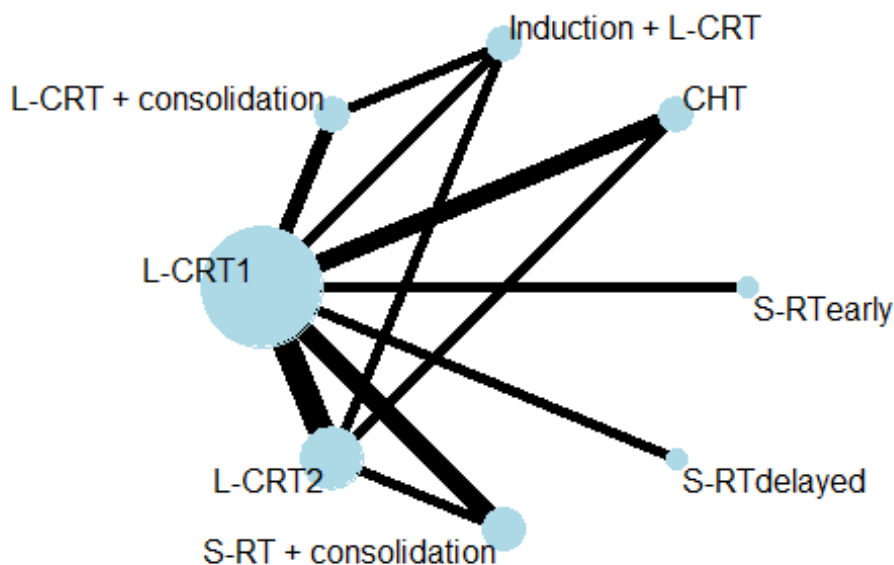 Induction + L-CRT
L-CRT + consolidation
CHT
L-CRT1
S-RTearly
L-CRT2
S-RTdelayed
S-RT + consolidation